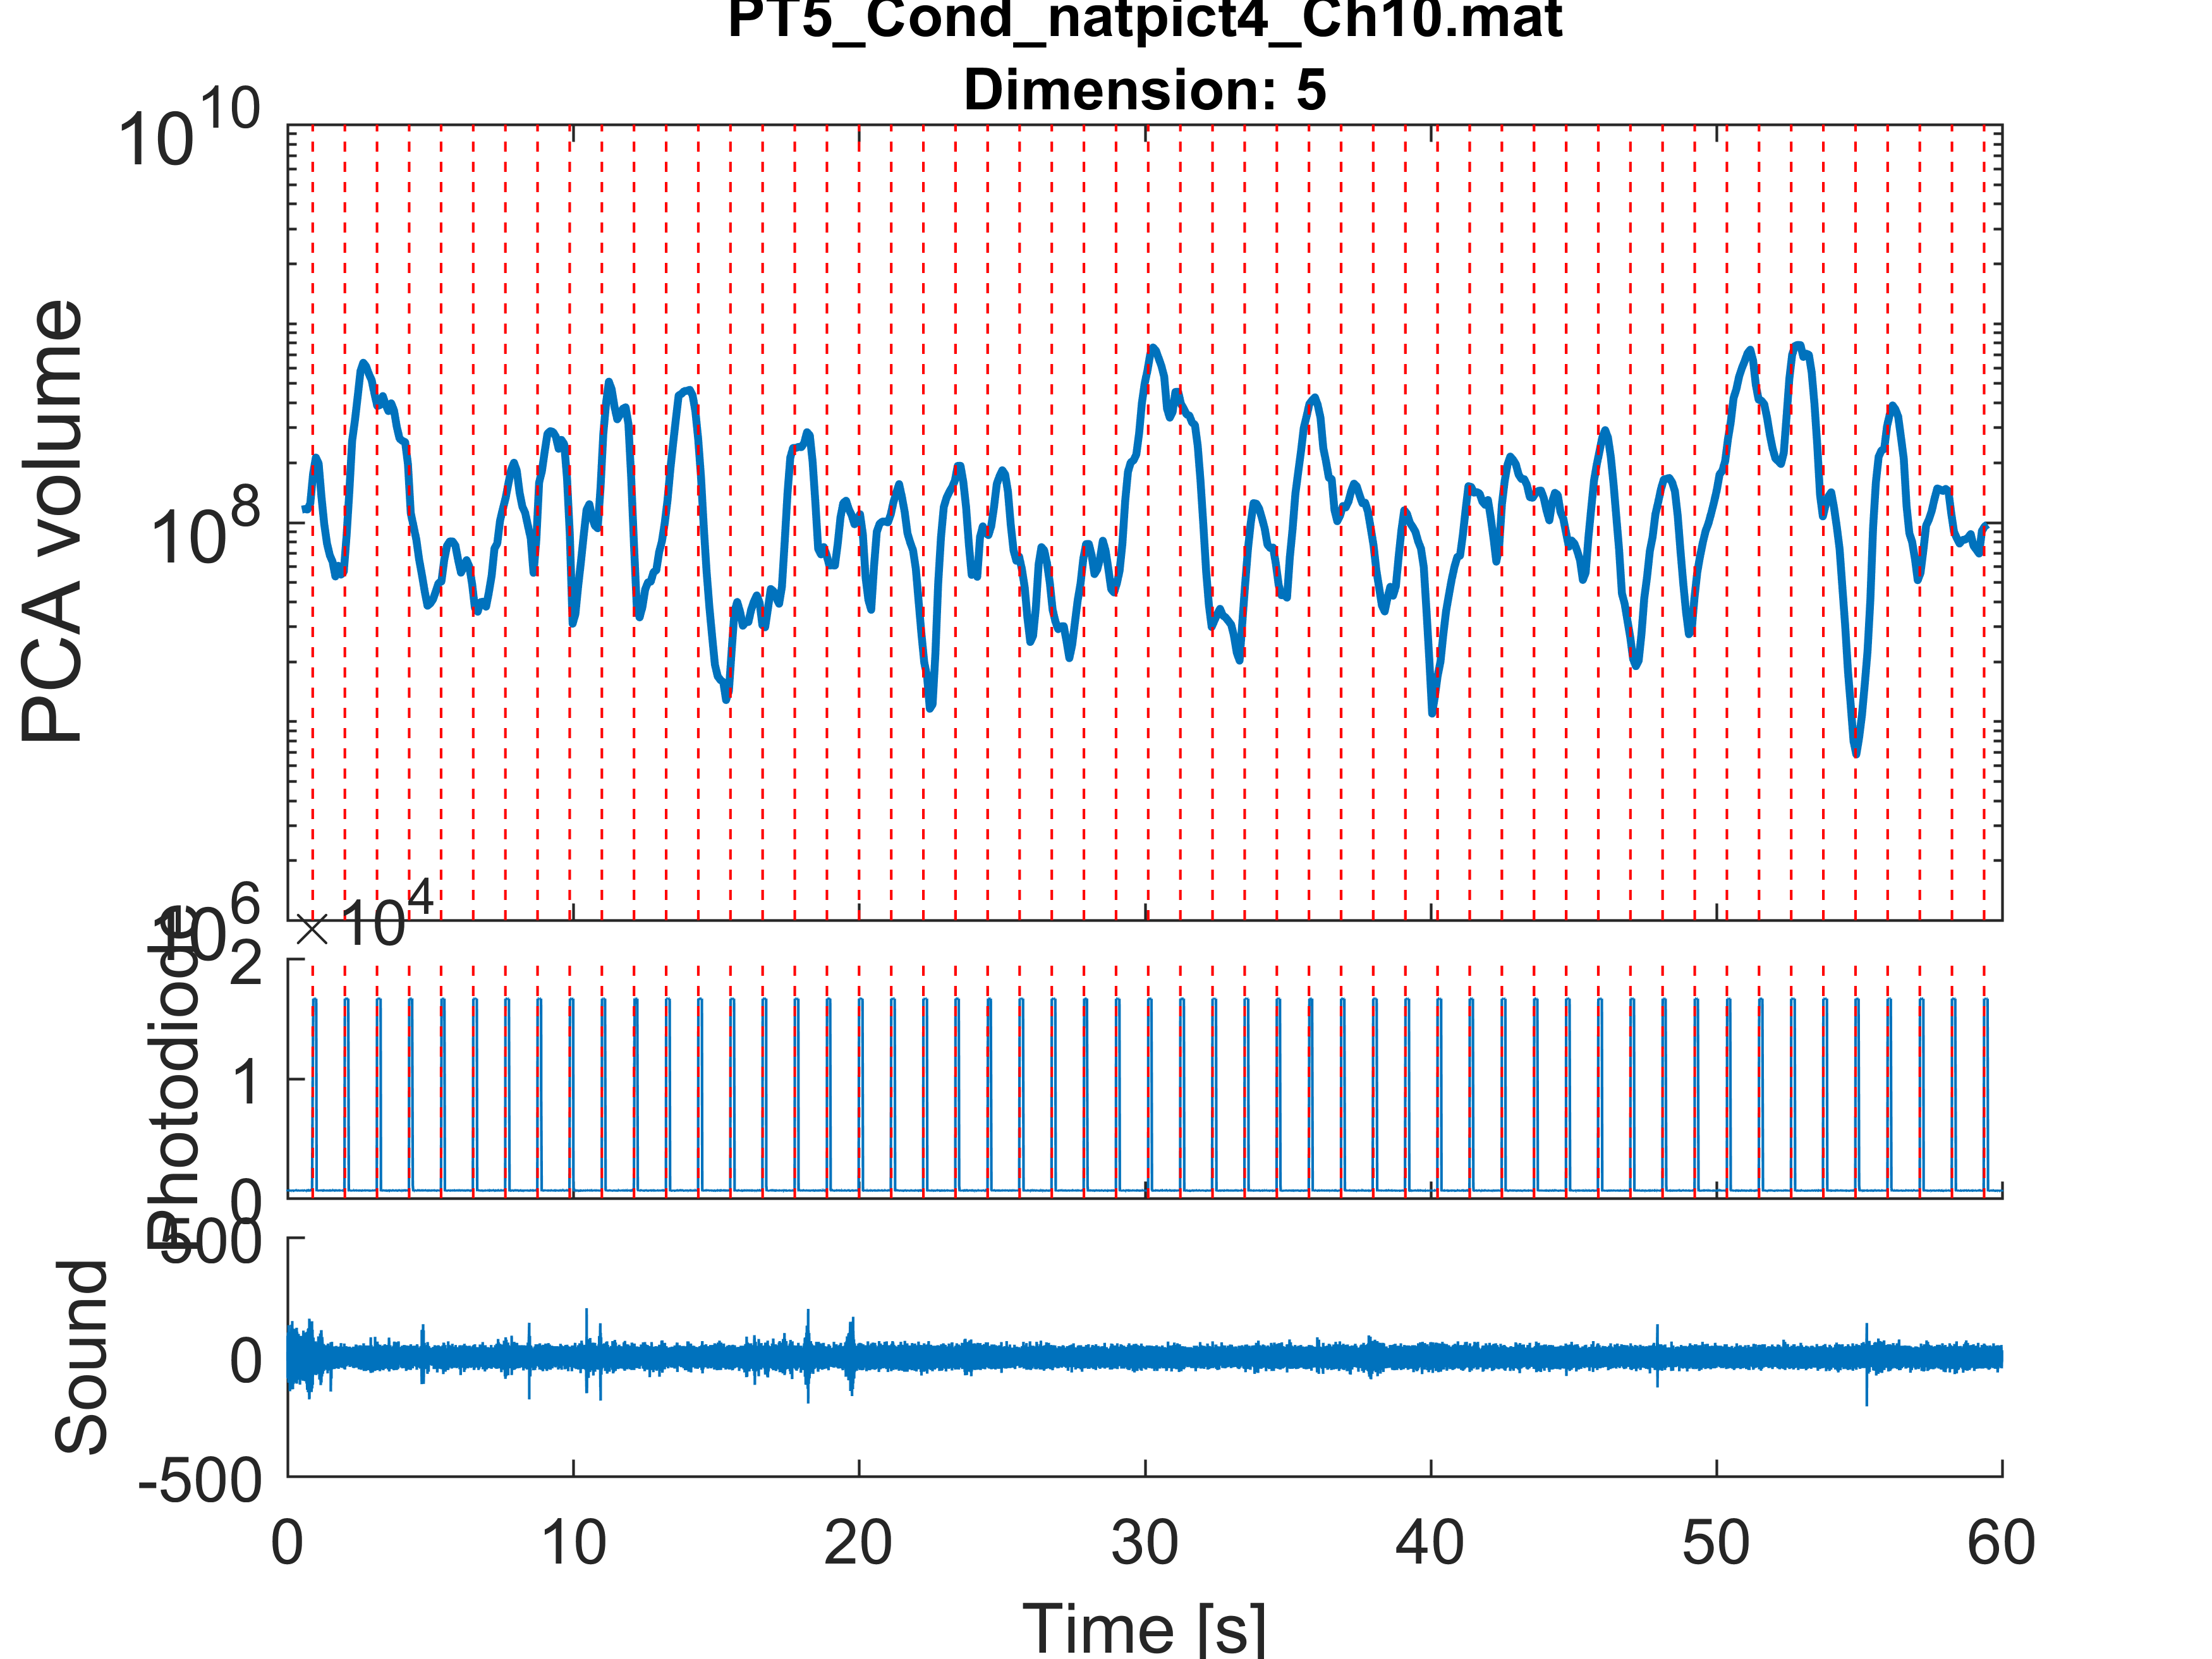 PT5_Cond_natpict4_Ch10.mat
Dimension: 5
10^10
10^8
10^6
PCA volume
×10^4
2
1
0
Photodiode
500
0
-500
Sound
0 10 20 30 40 50 60
Time [s]